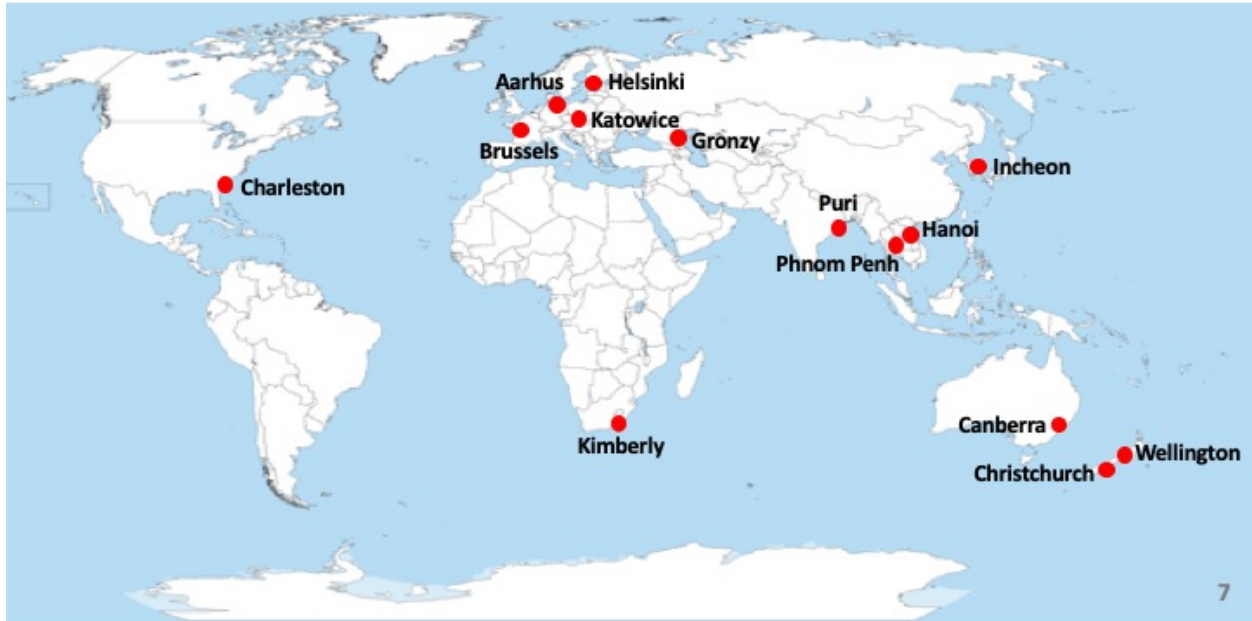 Aarhus
Helsinki
Katowice
Brussels
Gronzy
Incheon
Charleston
Puri
Hanoi
Phnom Penh
Canberra
Kimberly
Wellington
Christchurch
7